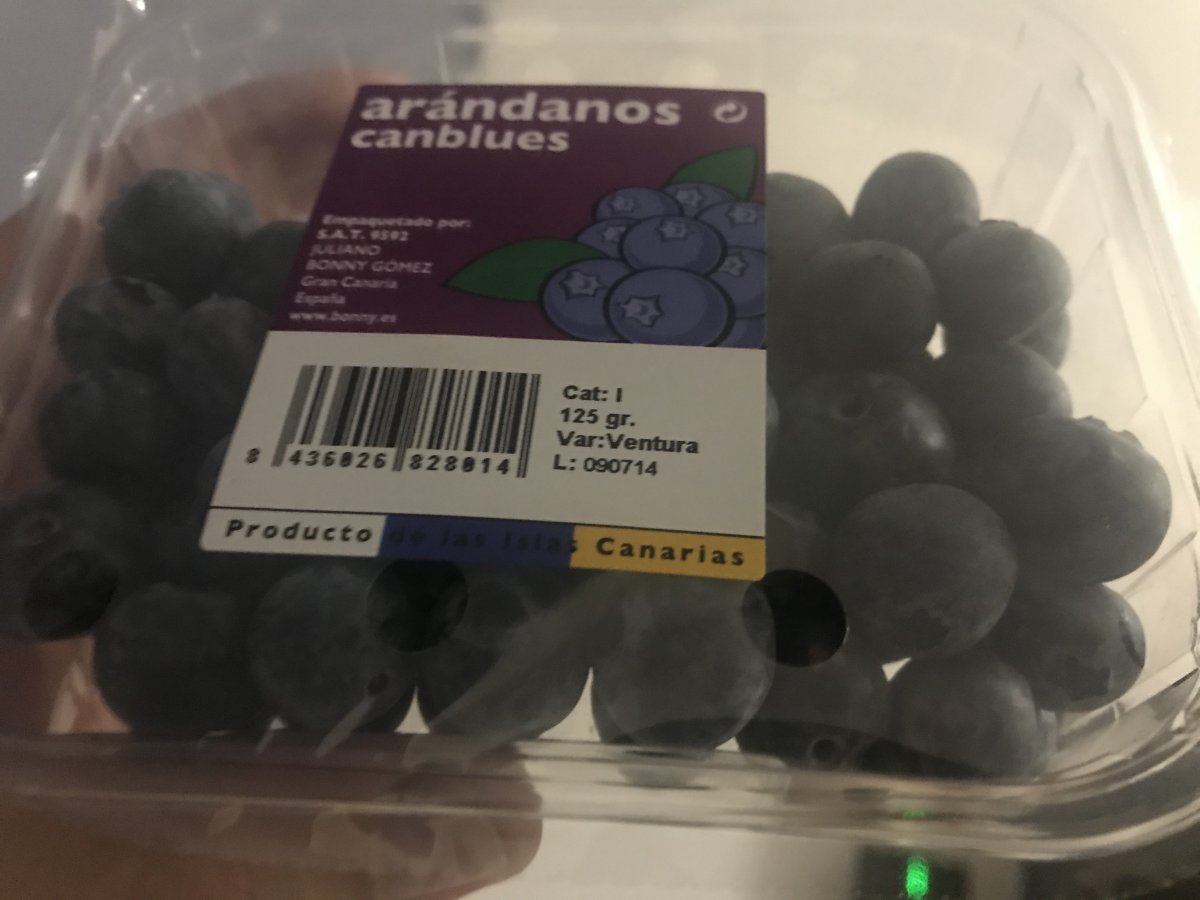 arándanos
canblues
Empaquetado por:
S.A.T. 9592
JULIANO
BONNY GÓMEZ
Gran Canaria
España
www.bonny.es
Cat: I
125 gr.
Var:Ventura
L: 090714
8 436026 828014
Producto de las Islas Canarias